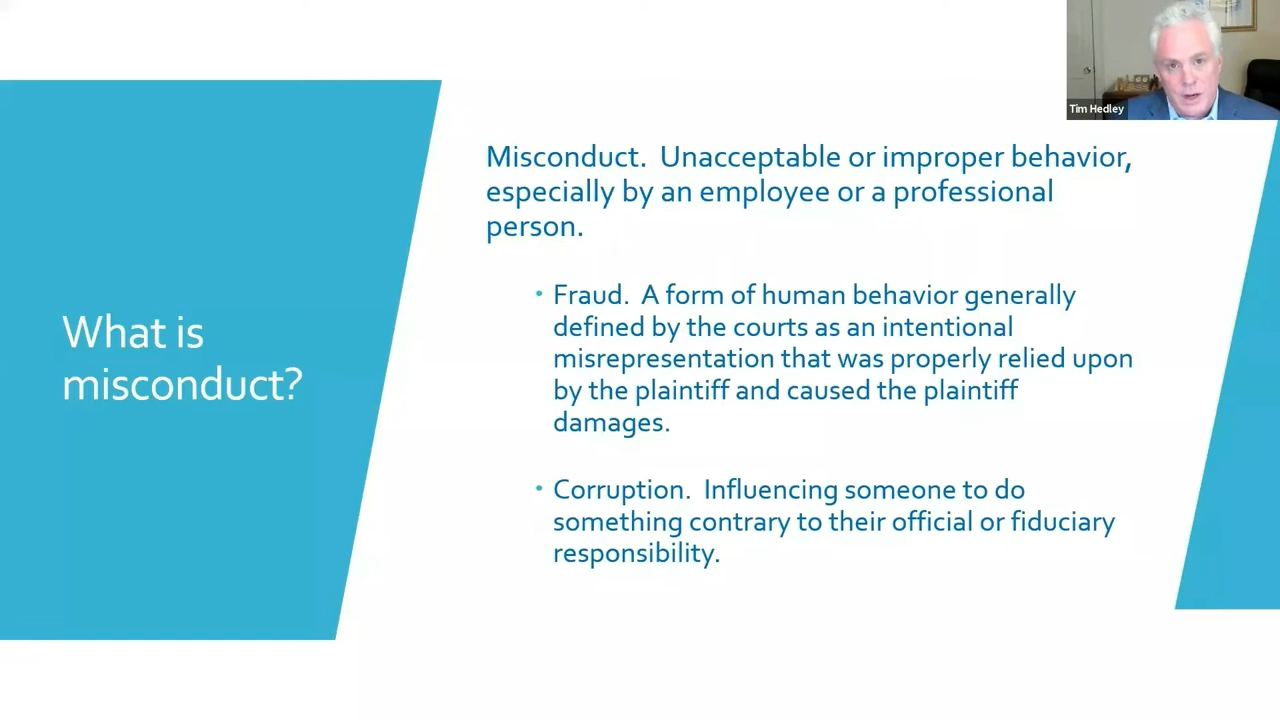 Tim Hedley
What is
misconduct?
Misconduct.  Unacceptable or improper behavior,
especially by an employee or a professional
person.
• Fraud.  A form of human behavior generally
defined by the courts as an intentional
misrepresentation that was properly relied upon
by the plaintiff and caused the plaintiff
damages.
• Corruption.  Influencing someone to do
something contrary to their official or fiduciary
responsibility.